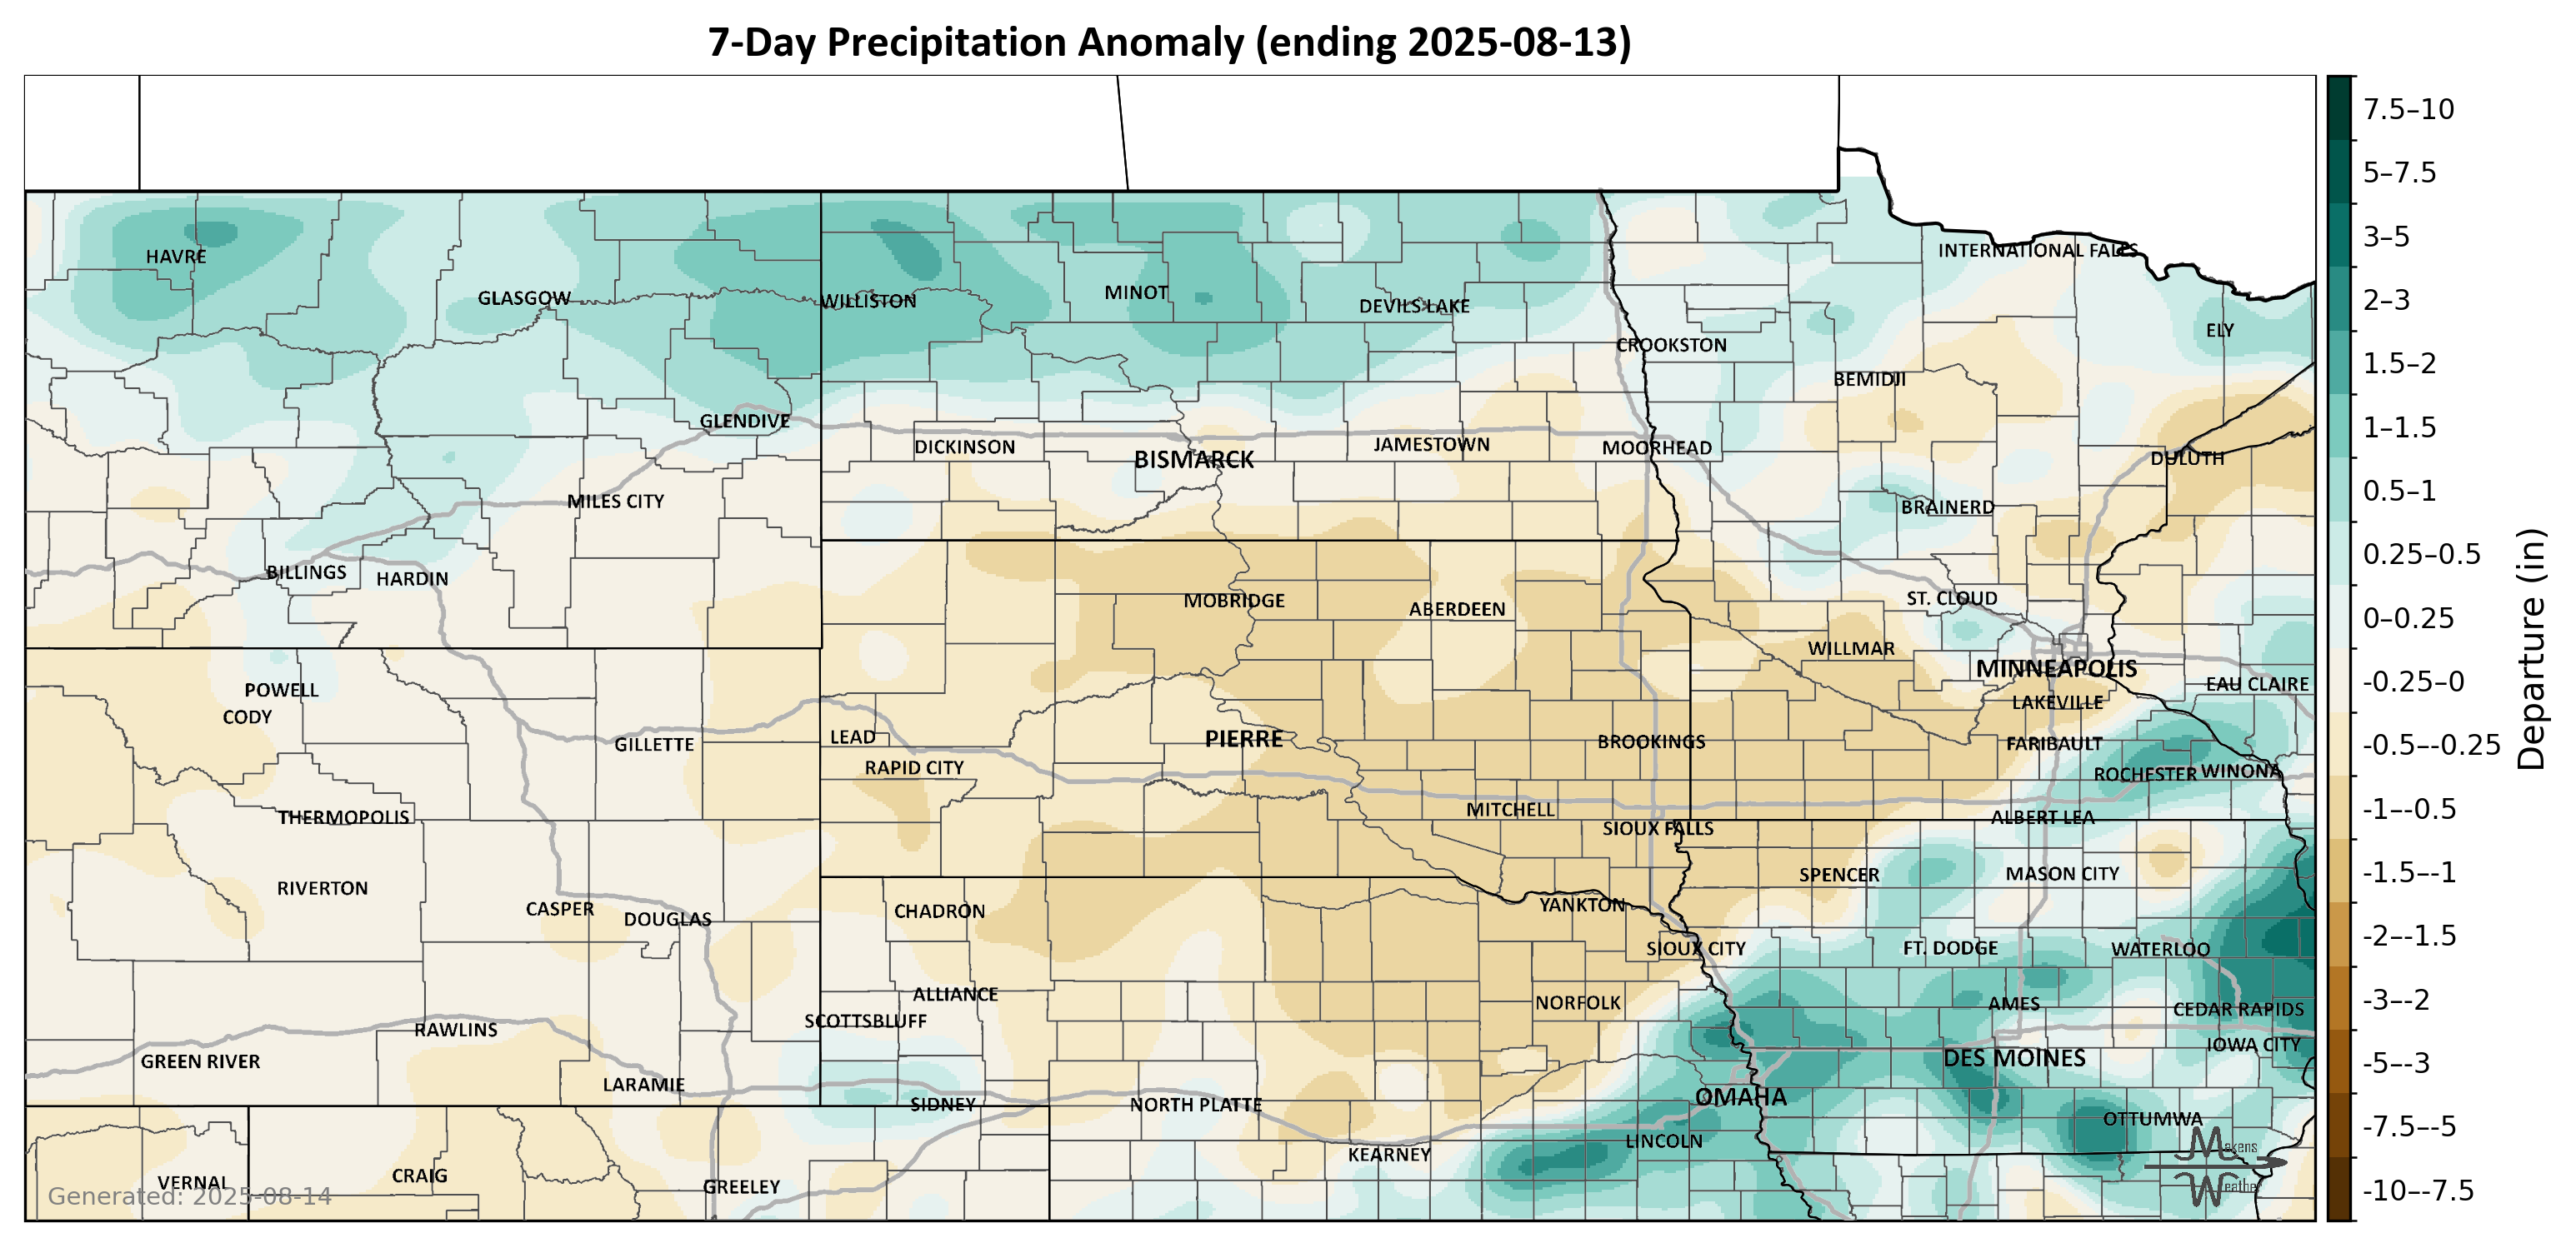 7-Day Precipitation Anomaly (ending 2025-08-13)
HAVRE
GLASGOW
WILLISTON
MINOT
DEVILS LAKE
INTERNATIONAL FALLS
ELY
CROOKSTON
BEMIDJI
GLENDIVE
DICKINSON
BISMARCK
JAMESTOWN
MOORHEAD
DULUTH
MILES CITY
BRAINERD
BILLINGS
HARDIN
MOBRIDGE
ABERDEEN
ST. CLOUD
WILLMAR
MINNEAPOLIS
EAU CLAIRE
POWELL
CODY
LAKEVILLE
GILLETTE
LEAD
PIERRE
BROOKINGS
FARIBAULT
RAPID CITY
ROCHESTER
WINONA
THERMOPOLIS
MITCHELL
ALBERT LEA
SIOUX FALLS
RIVERTON
SPENCER
MASON CITY
CASPER
DOUGLAS
CHADRON
YANKTON
SIOUX CITY
FT. DODGE
WATERLOO
ALLIANCE
NORFOLK
AMES
CEDAR RAPIDS
SCOTTSBLUFF
RAWLINS
IOWA CITY
GREEN RIVER
DES MOINES
LARAMIE
OMAHA
SIDNEY
NORTH PLATTE
OTTUMWA
LINCOLN
KEARNEY
VERNAL
CRAIG
GREELEY
Generated: 2025-08-14
Makens
Weather
7.5–10
5–7.5
3–5
2–3
1.5–2
1–1.5
0.5–1
0.25–0.5
0–0.25
-0.25–0
-0.5–-0.25
-1–-0.5
-1.5–-1
-2–-1.5
-3–-2
-5–-3
-7.5–-5
-10–-7.5
Departure (in)